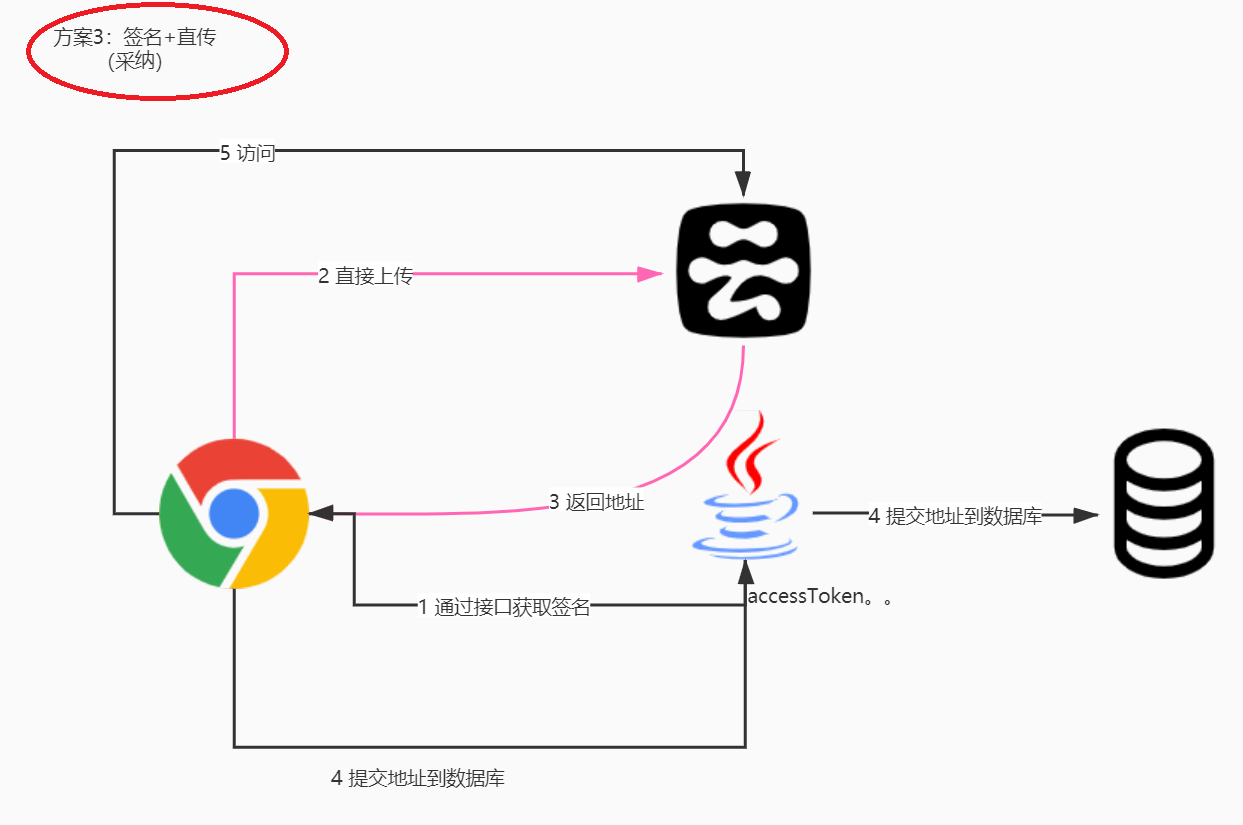 方案3：签名+直传
(采纳)
5 访问
云
2 直接上传
3 返回地址
4 提交地址到数据库
accessToken。。
1 通过接口获取签名
4 提交地址到数据库